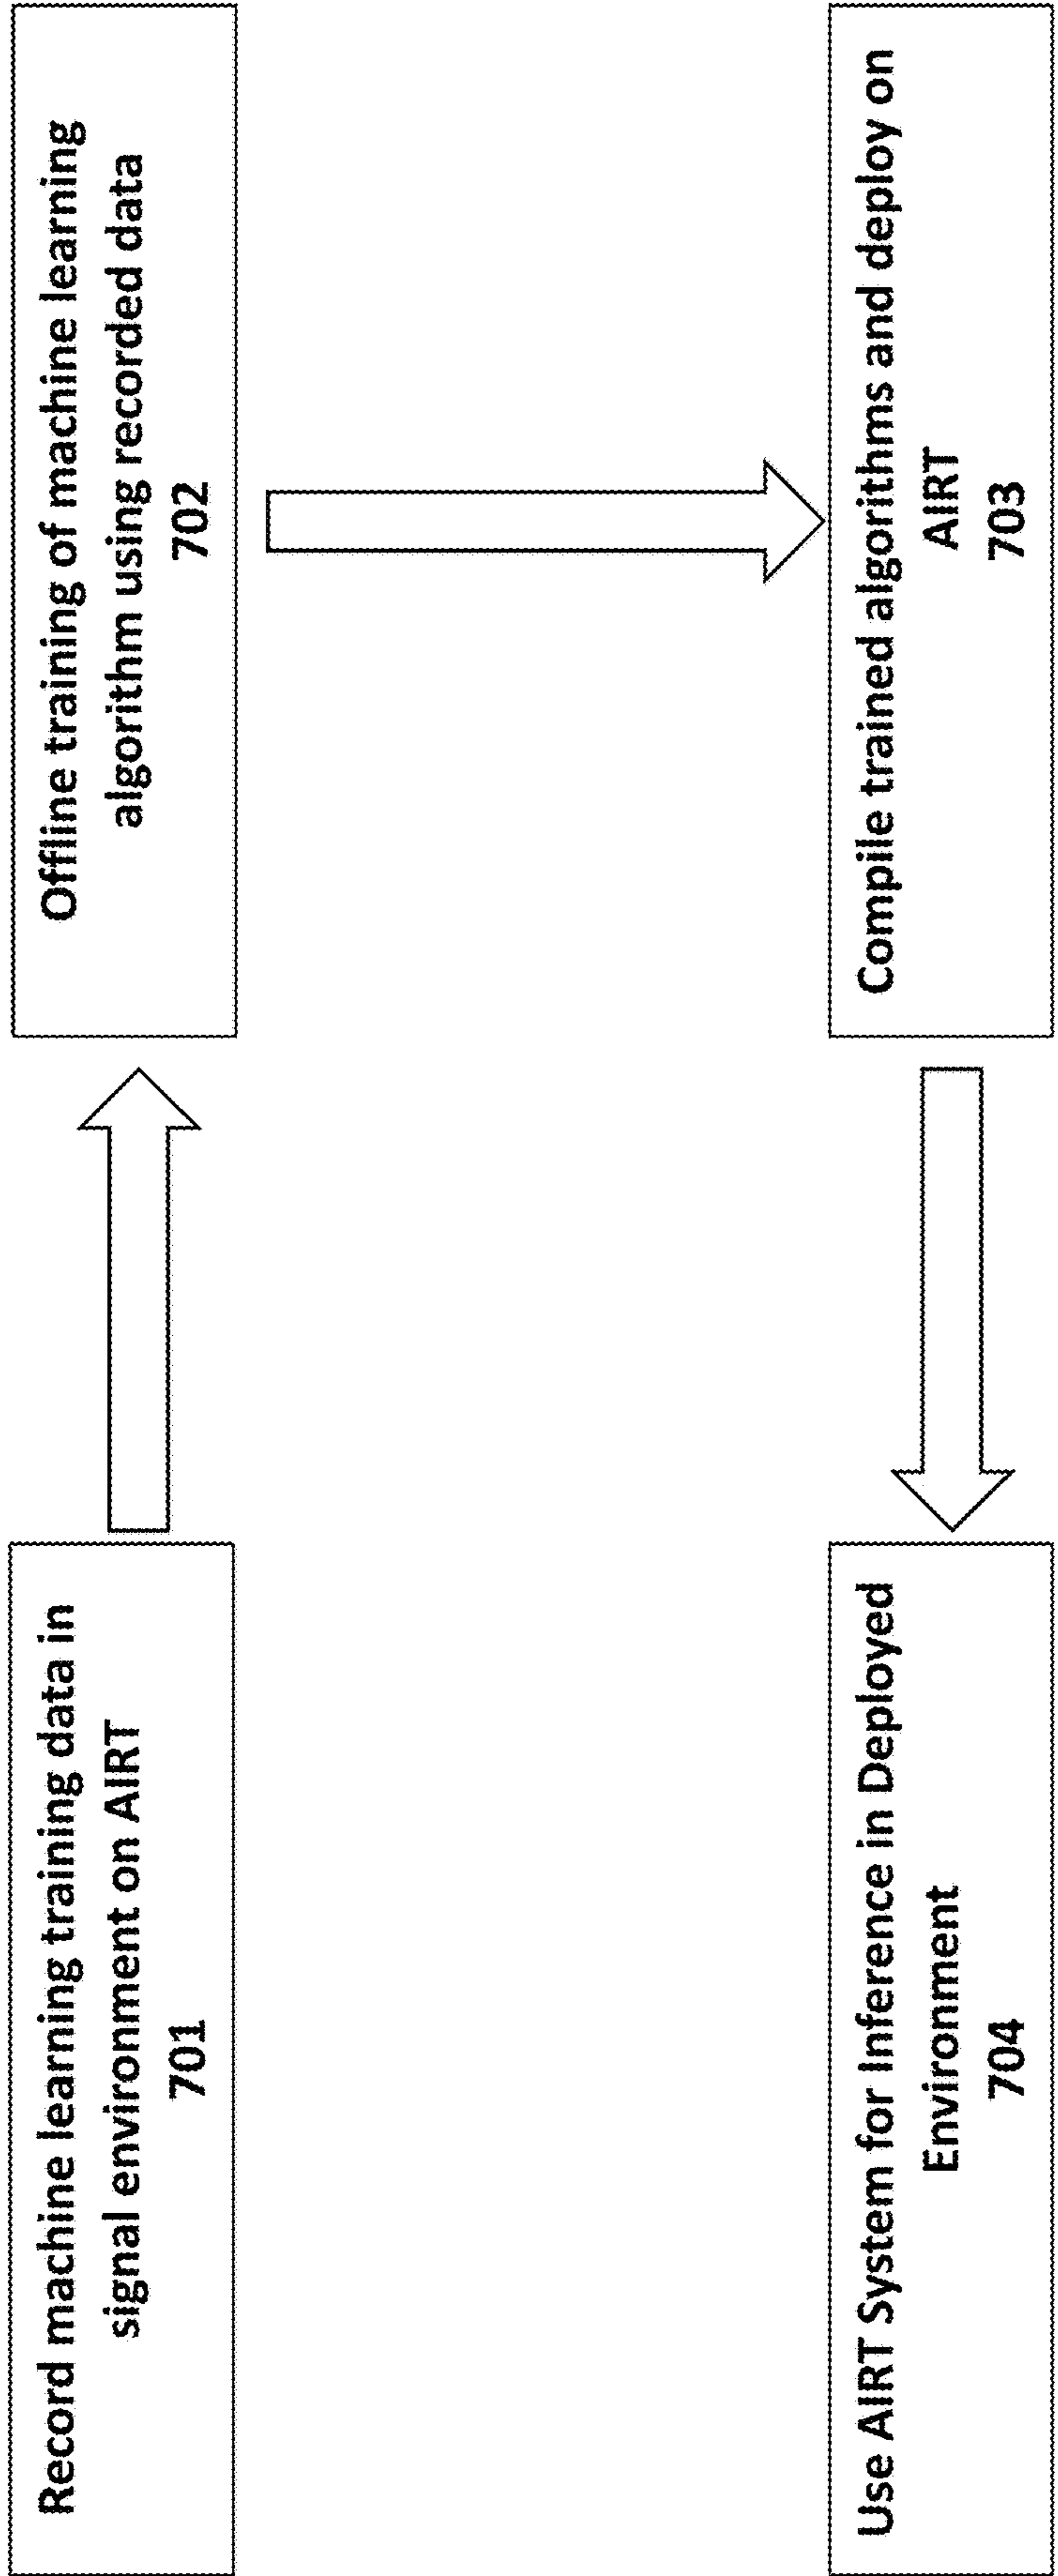 Record machine learning training data in
signal environment on AIRT
701
Offline training of machine learning
algorithm using recorded data
702
Compile trained algorithms and deploy on
AIRT
703
Use AIRT System for Inference in Deployed
Environment
704